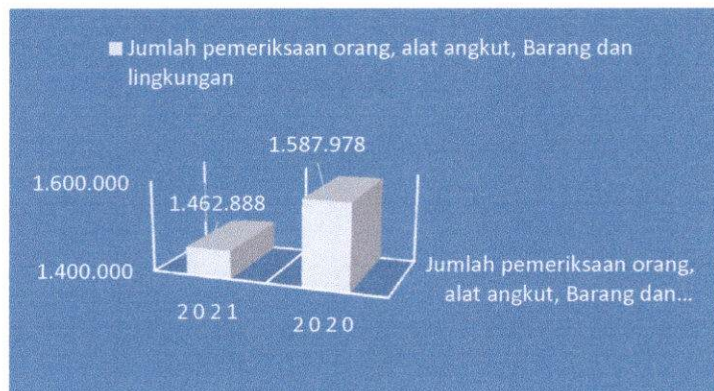 Jumlah pemeriksaan orang, alat angkut, Barang dan
lingkungan
1.587.978
1.600.000
1.462.888
1.400.000
Jumlah pemeriksaan orang,
alat angkut, Barang dan...
2021
2020